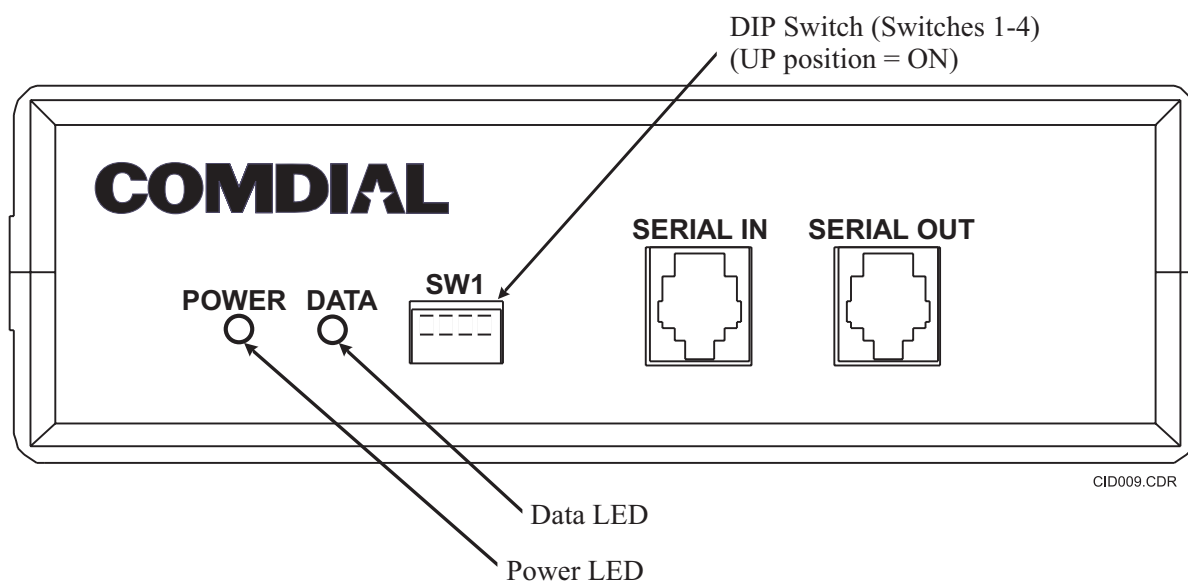 DIP Switch (Switches 1-4)
(UP position = ON)
COMDIAL
SERIAL IN
SERIAL OUT
SW1
POWER
DATA
CID009.CDR
Data LED
Power LED